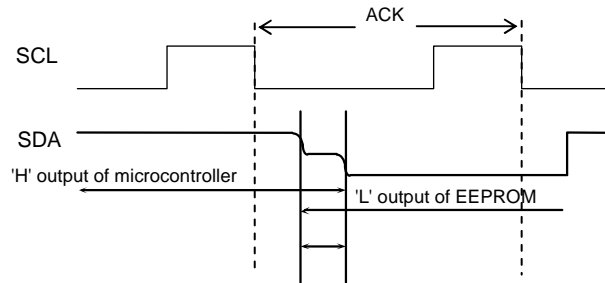 ACK
SCL
SDA
'H' output of microcontroller
'L' output of EEPROM